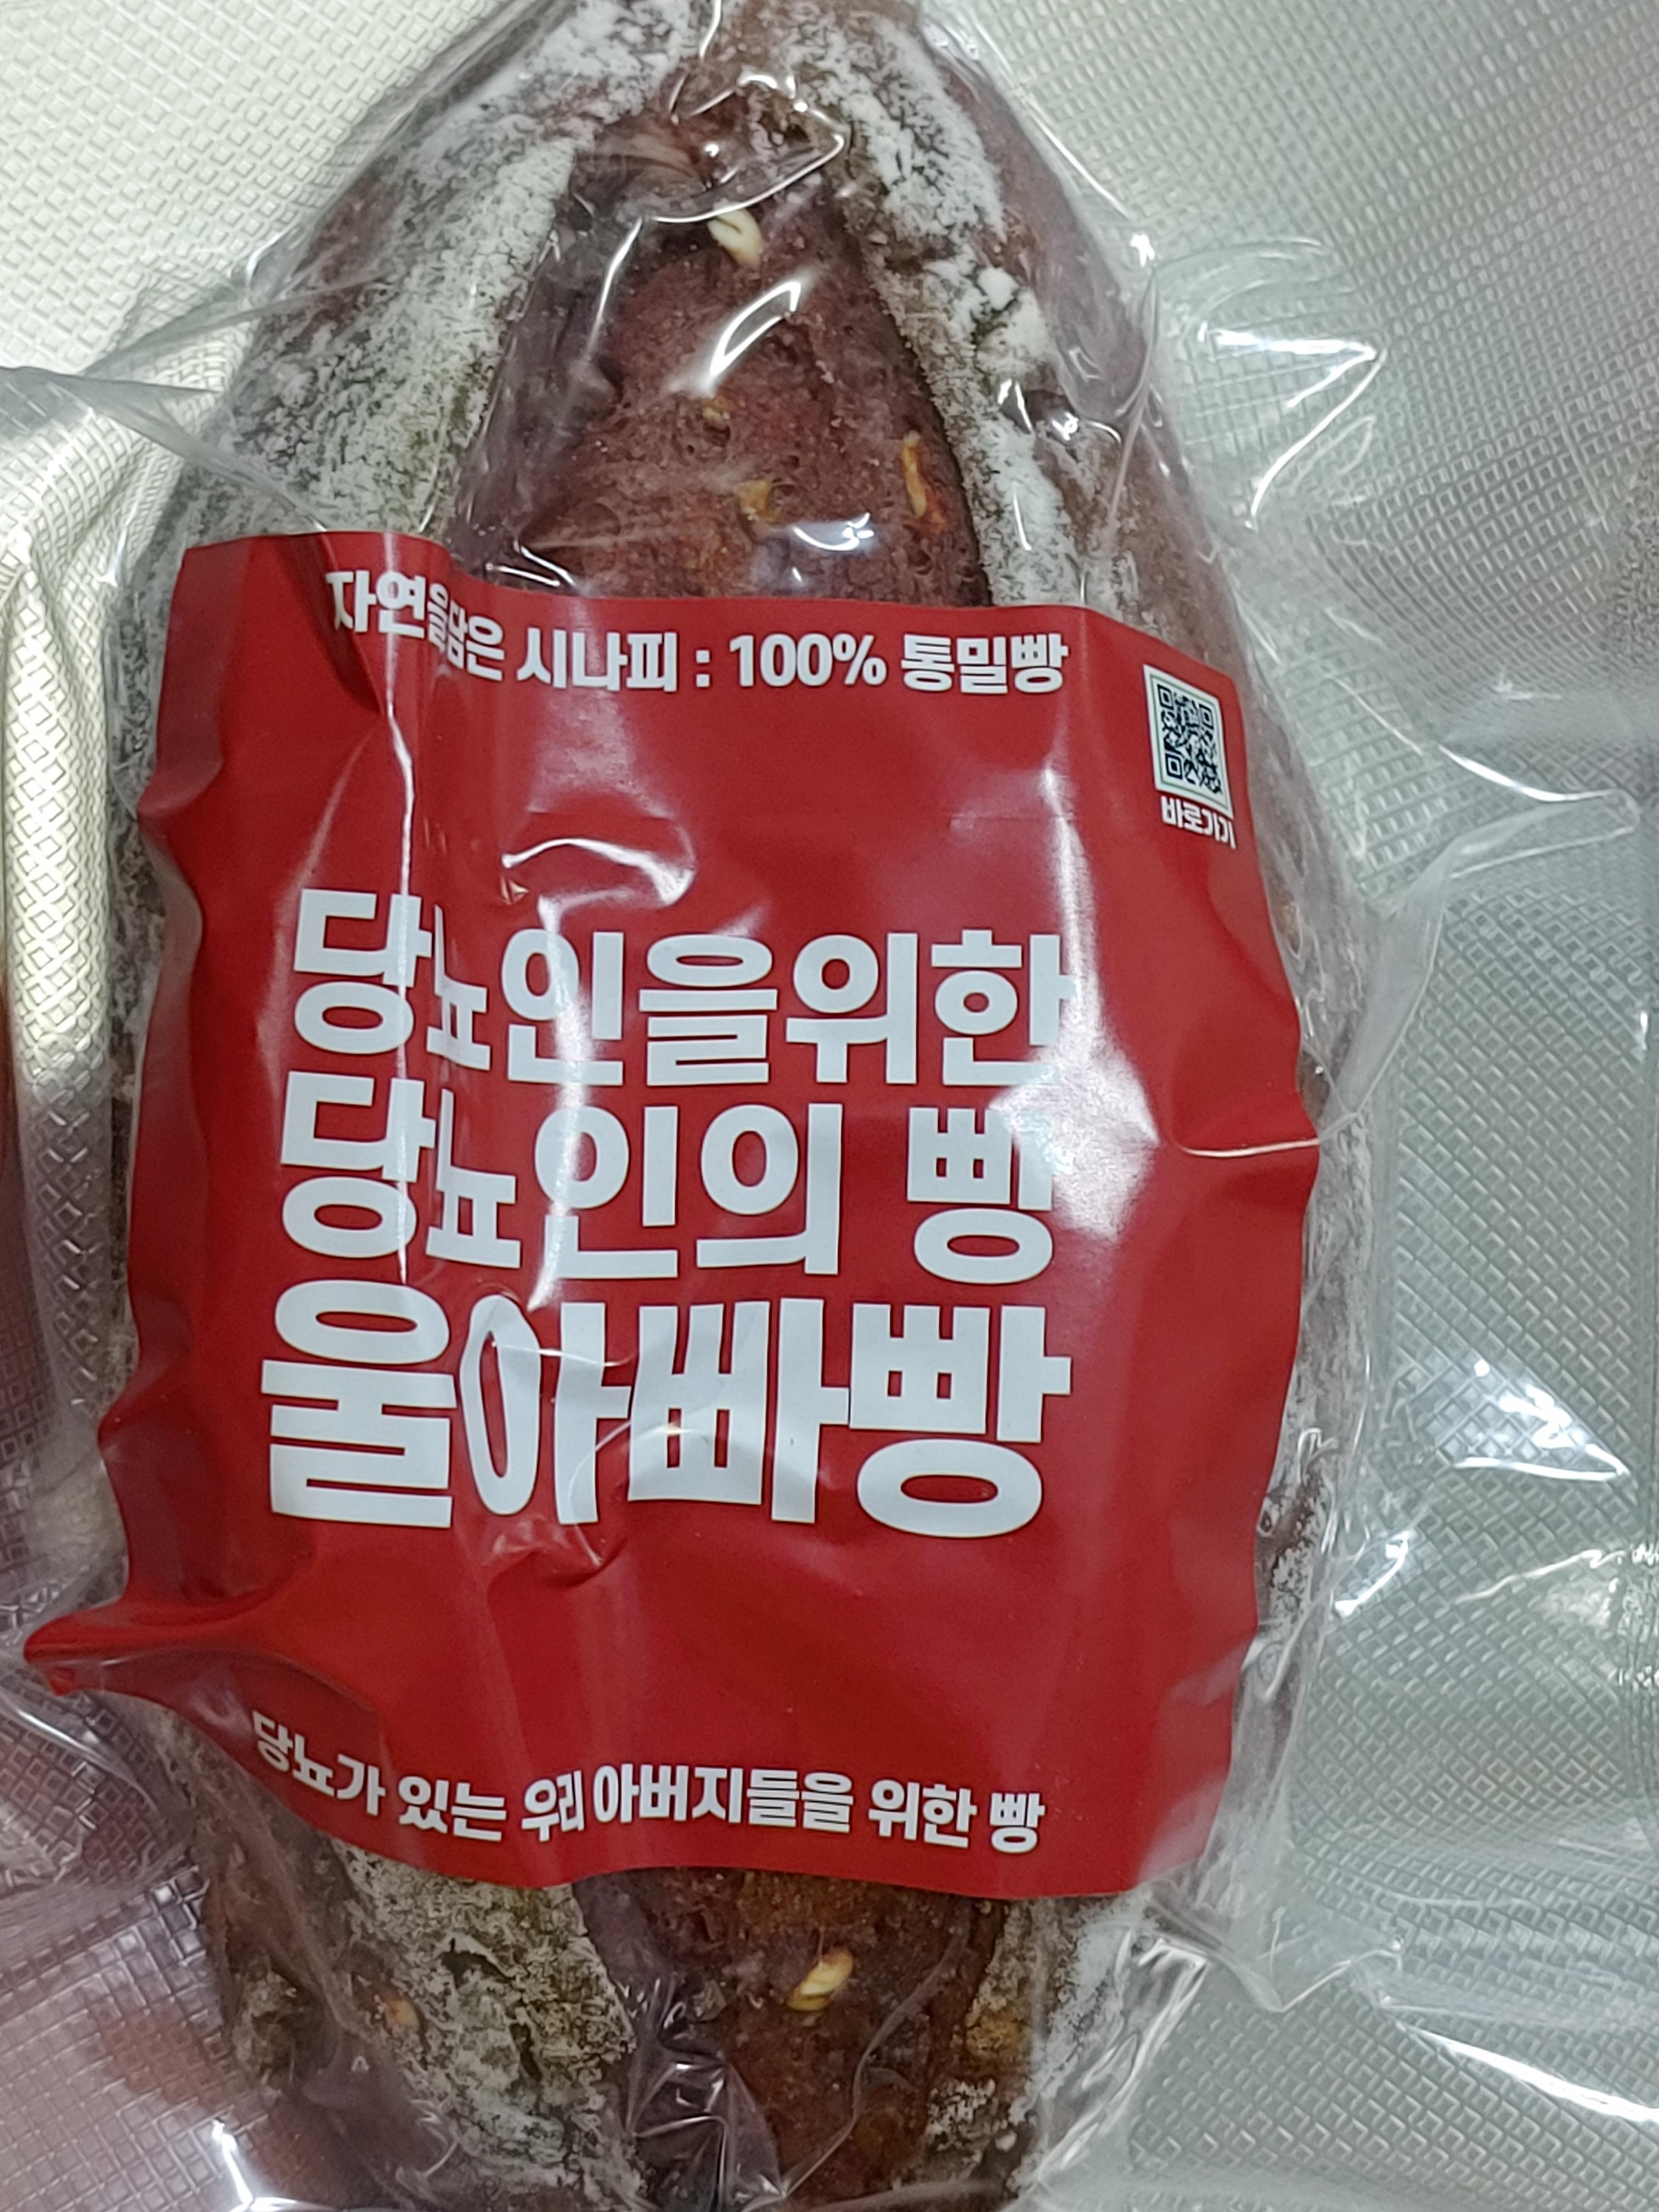 자연을담은 시나피 : 100% 통밀빵
바로가기
당뇨인을위한
당뇨인의 빵
울아빠빵
당뇨가 있는 우리 아버지들을 위한 빵